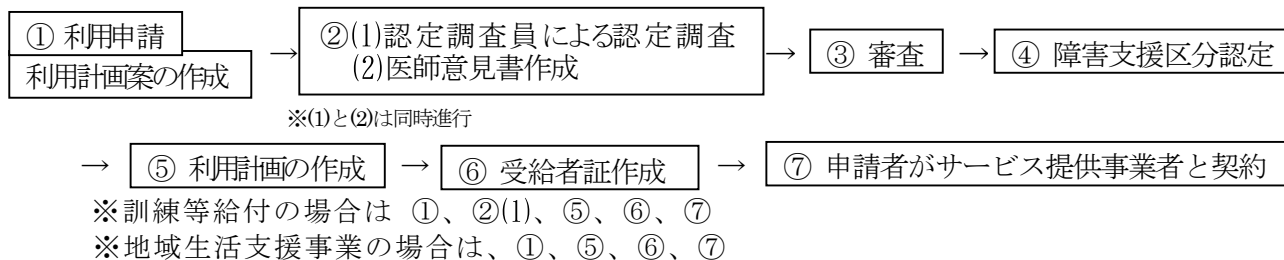 ① 利用申請
利用計画案の作成
→
②(1)認定調査員による認定調査
(2)医師意見書作成
→ ③ 審査 → ④ 障害支援区分認定
※(1)と(2)は同時進行
→ ⑤ 利用計画の作成 → ⑥ 受給者証作成 → ⑦ 申請者がサービス提供事業者と契約
※訓練等給付の場合は ①、②(1)、⑤、⑥、⑦
※地域生活支援事業の場合は、①、⑤、⑥、⑦